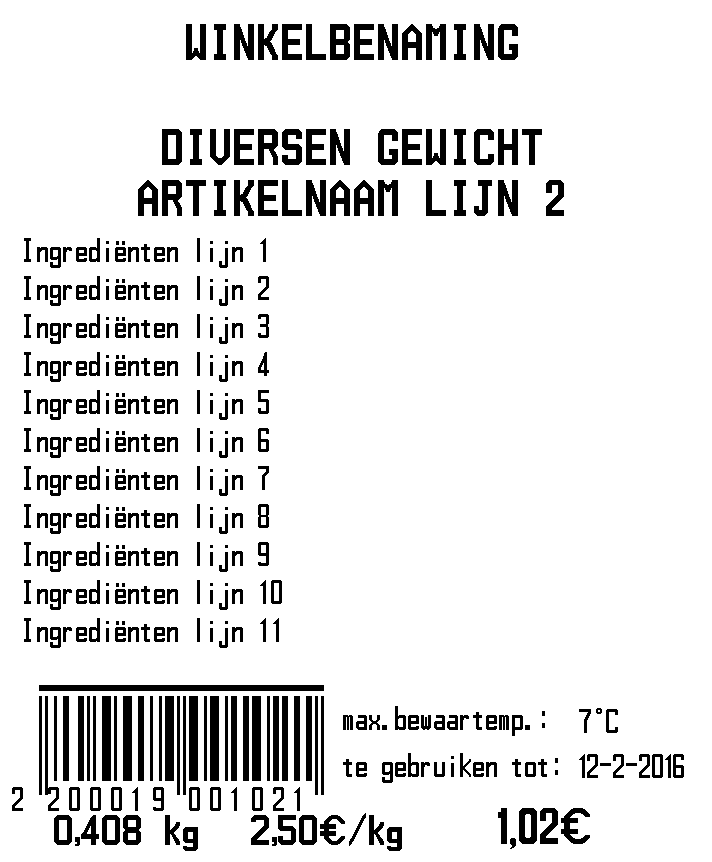 WINKELBENAMING
DIVERSEN GEWICHT
ARTIKELNAAM LIJN 2
Ingrediënten lijn 1
Ingrediënten lijn 2
Ingrediënten lijn 3
Ingrediënten lijn 4
Ingrediënten lijn 5
Ingrediënten lijn 6
Ingrediënten lijn 7
Ingrediënten lijn 8
Ingrediënten lijn 9
Ingrediënten lijn 10
Ingrediënten lijn 11
max.bewaartemp.: 7°C
te gebruiken tot: 12-2-2016
2 200019 001021
0,408 kg 2,50€/kg 1,02€